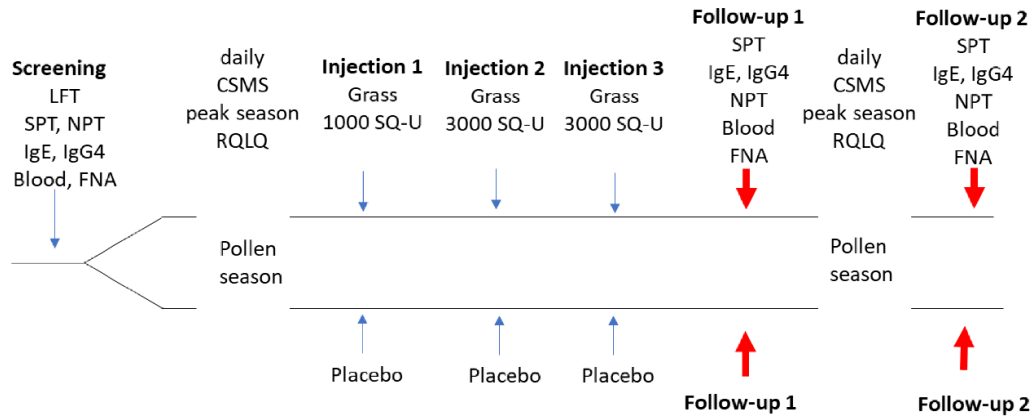 Screening
LFT
SPT, NPT
IgE, IgG4
Blood, FNA
daily
CSMS
peak season
RQLQ
Injection 1
Grass
1000 SQ-U
Injection 2
Grass
3000 SQ-U
Injection 3
Grass
3000 SQ-U
Follow-up 1
SPT
IgE, IgG4
NPT
Blood
FNA
daily
CSMS
peak season
RQLQ
Follow-up 2
SPT
IgE, IgG4
NPT
Blood
FNA
Pollen
season
Pollen
season
Placebo
Placebo
Placebo
Follow-up 1
Follow-up 2